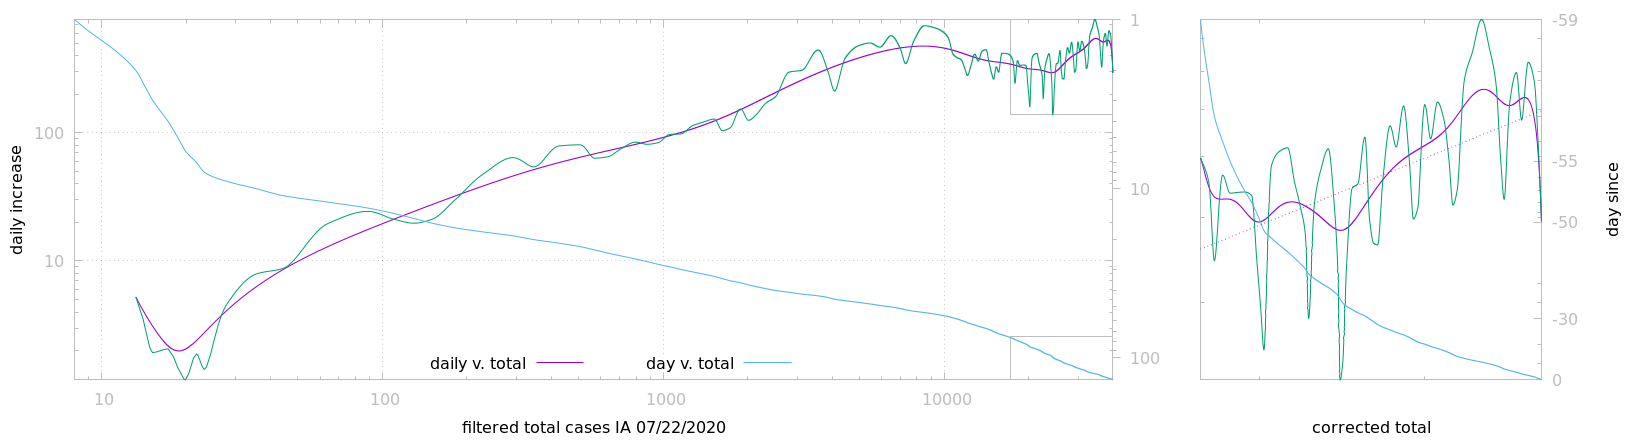 1
-59
100
10
daily increase
10
-55
-50
-30
100
0
day since
daily v. total
day v. total
10
100
1000
10000
filtered total cases IA 07/22/2020
corrected total